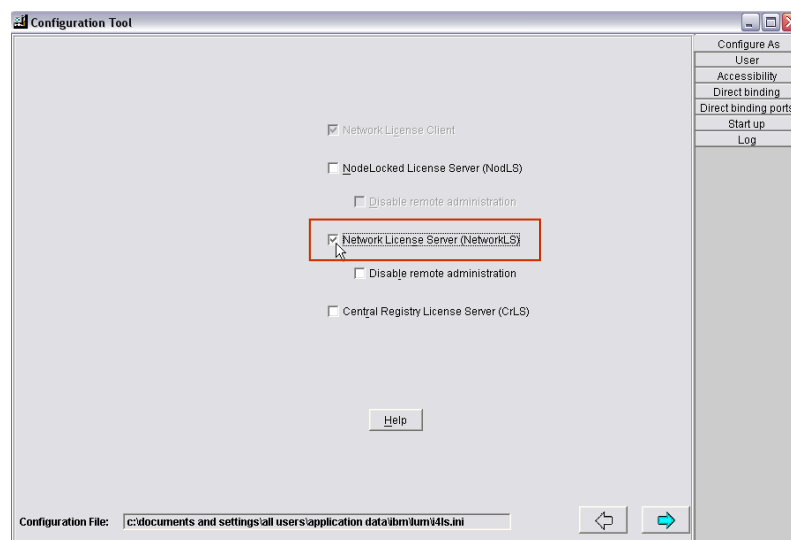 Configuration Tool
Configure As
User
Accessibility
Direct binding
Direct binding ports
Start up
Log
Network License Client
NodeLocked License Server (NodLS)
Disable remote administration
Network License Server (NetworkLS)
Disable remote administration
Central Registry License Server (CrLS)
Help
Configuration File: c:\documents and settings\all users\application data\ibm\lum\i4ls.ini